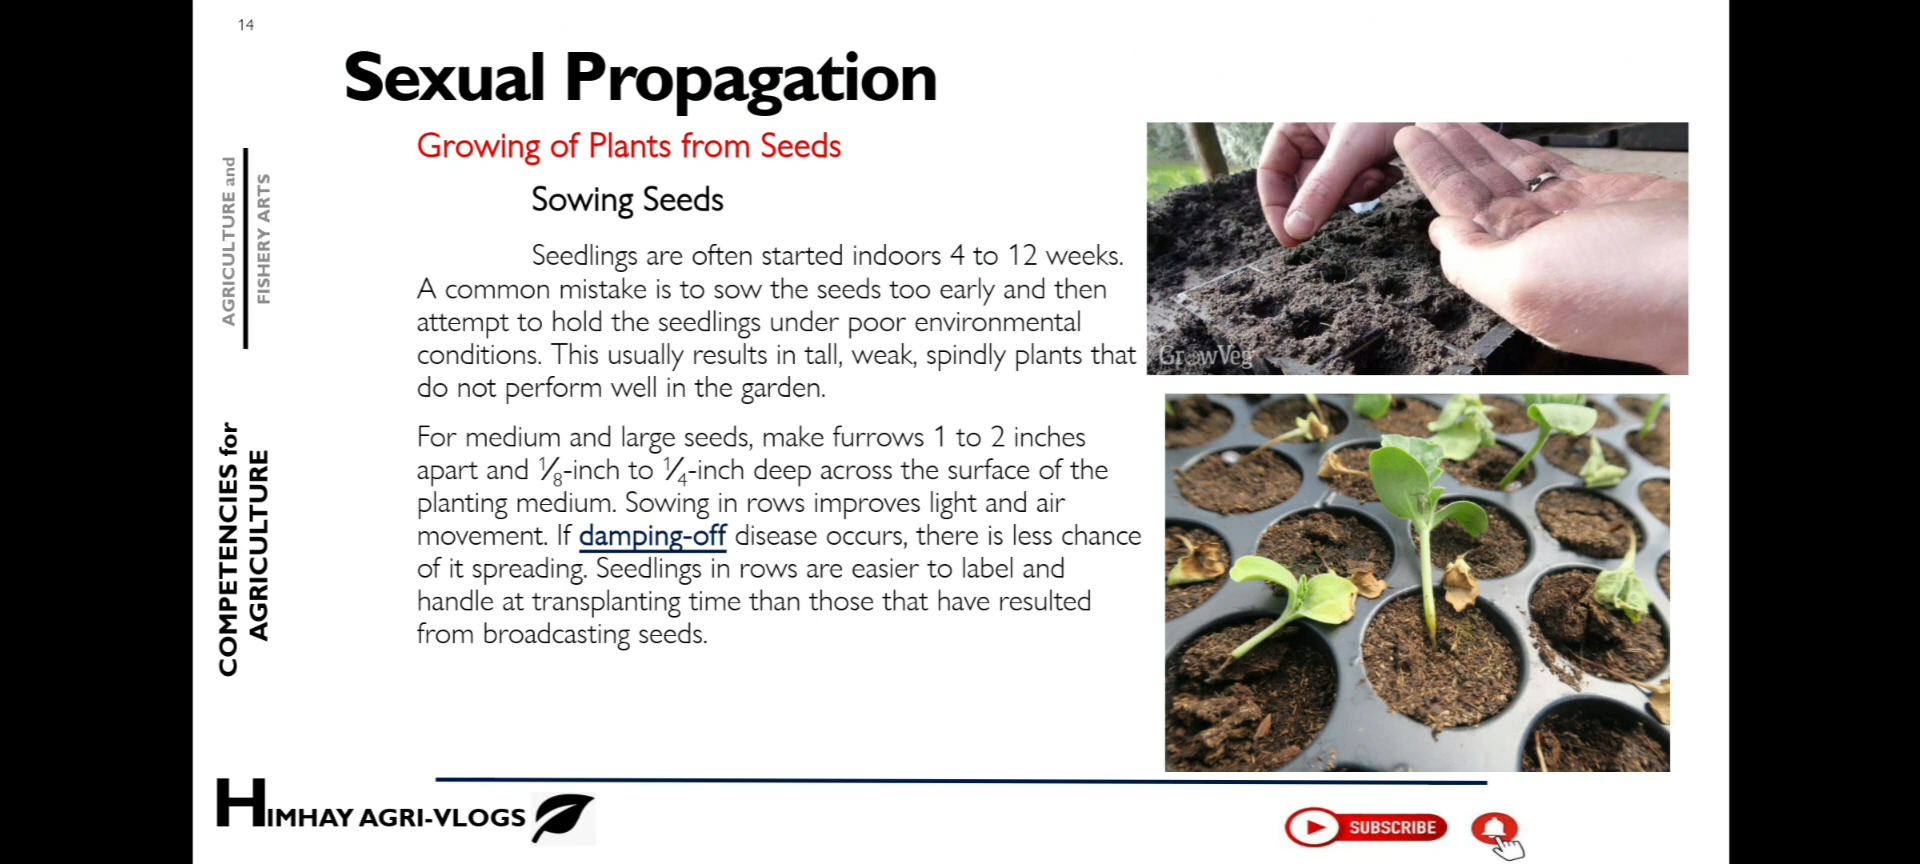 14
Sexual Propagation
Growing of Plants from Seeds
Sowing Seeds
Seedlings are often started indoors 4 to 12 weeks.
A common mistake is to sow the seeds too early and then
attempt to hold the seedlings under poor environmental
conditions. This usually results in tall, weak, spindly plants that
do not perform well in the garden.
For medium and large seeds, make furrows 1 to 2 inches
apart and ⅛-inch to ¼-inch deep across the surface of the
planting medium. Sowing in rows improves light and air
movement. If damping-off disease occurs, there is less chance
of it spreading. Seedlings in rows are easier to label and
handle at transplanting time than those that have resulted
from broadcasting seeds.
AGRICULTURE and
FISHERY ARTS
COMPETENCIES for
AGRICULTURE
GrowVeg
HIMHAY AGRI-VLOGS
SUBSCRIBE